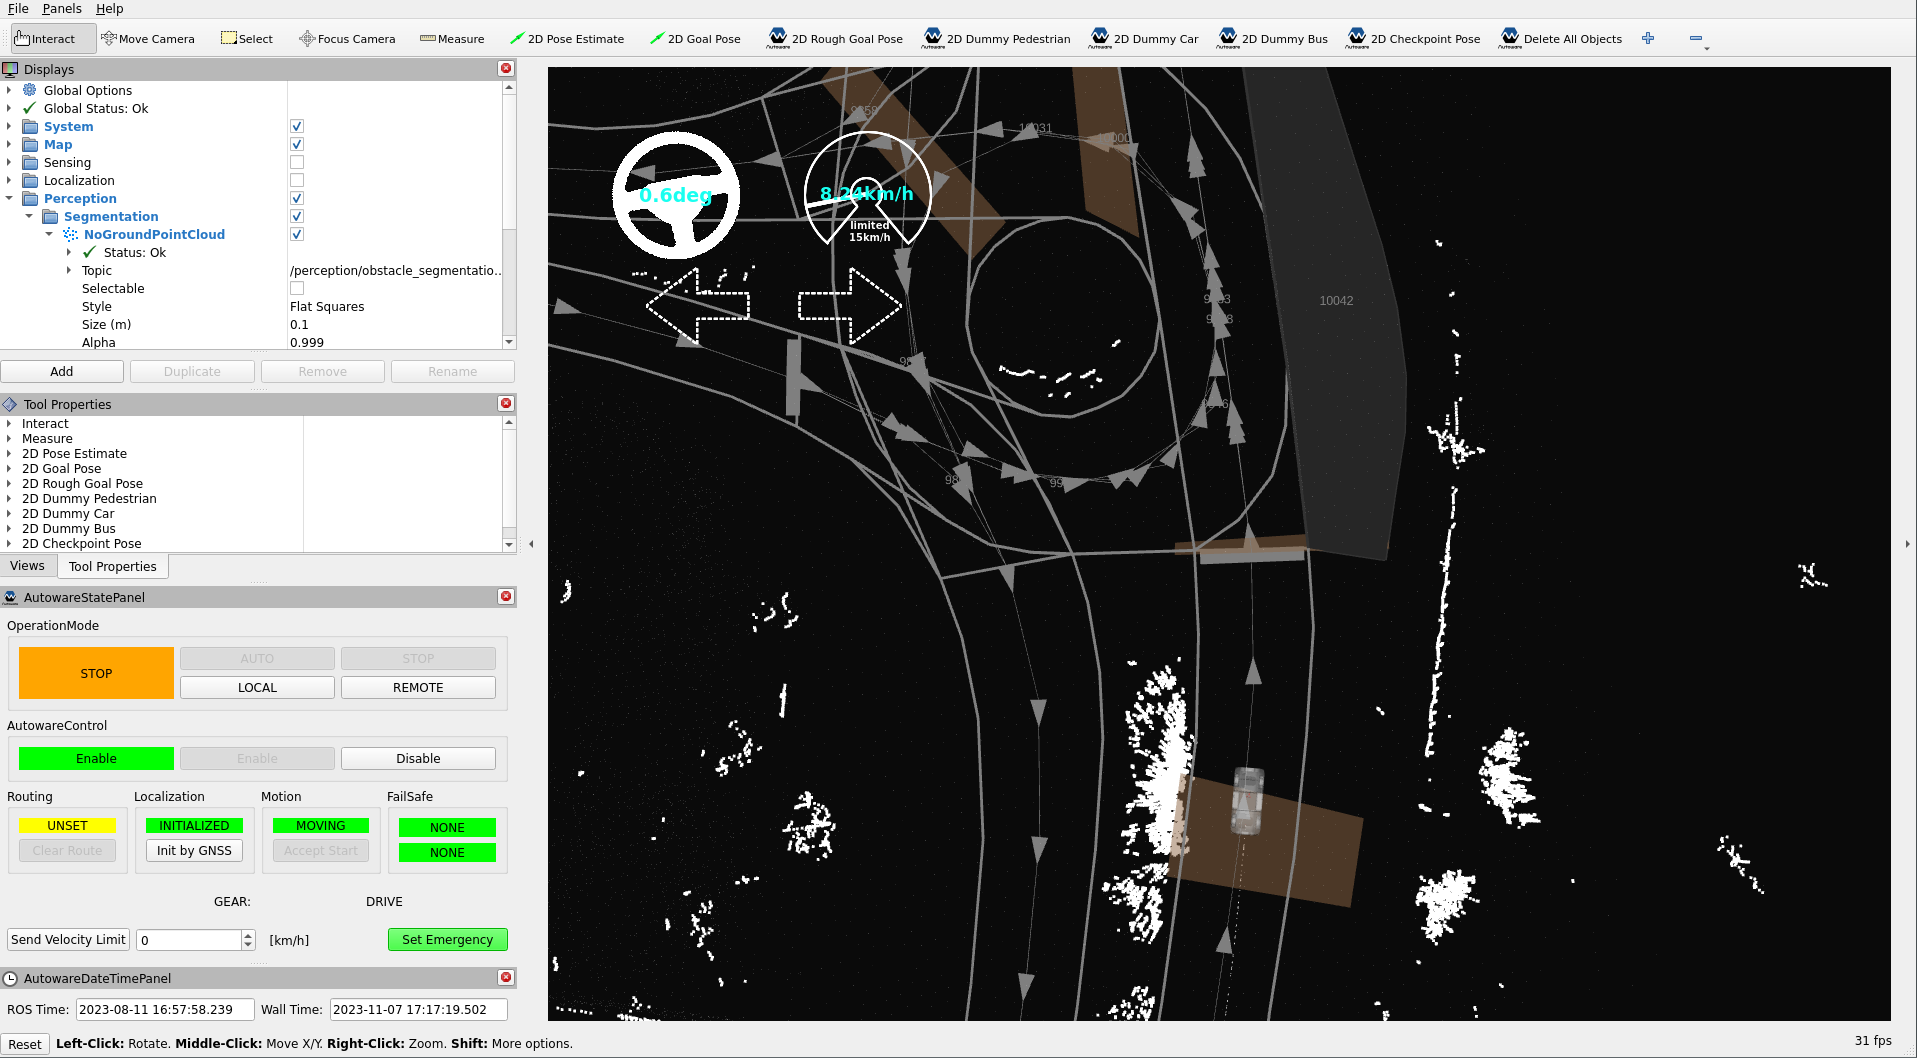 File Panels Help
Interact Move Camera Select Focus Camera Measure 2D Pose Estimate 2D Goal Pose 2D Rough Goal Pose 2D Dummy Pedestrian 2D Dummy Car 2D Dummy Bus 2D Checkpoint Pose Delete All Objects
Displays
Global Options
Global Status: Ok
System
Map
Sensing
Localization
Perception
Segmentation
NoGroundPointCloud
Status: Ok
Topic /perception/obstacle_segmentatio...
Selectable
Style Flat Squares
Size (m) 0.1
Alpha 0.999
Add Duplicate Remove Rename
Tool Properties
Interact
Measure
2D Pose Estimate
2D Goal Pose
2D Rough Goal Pose
2D Dummy Pedestrian
2D Dummy Car
2D Dummy Bus
2D Checkpoint Pose
Views Tool Properties
AutowareStatePanel
OperationMode
STOP AUTO STOP
LOCAL REMOTE
AutowareControl
Enable Enable Disable
Routing Localization Motion FailSafe
UNSET INITIALIZED MOVING NONE
Clear Route Init by GNSS Accept Start NONE
GEAR: DRIVE
Send Velocity Limit 0 [km/h] Set Emergency
AutowareDateTimePanel
ROS Time: 2023-08-11 16:57:58.239 Wall Time: 2023-11-07 17:17:19.502
Reset Left-Click: Rotate. Middle-Click: Move X/Y. Right-Click: Zoom. Shift: More options.
31 fps
0.6deg
8.24km/h
limited
15km/h
10042